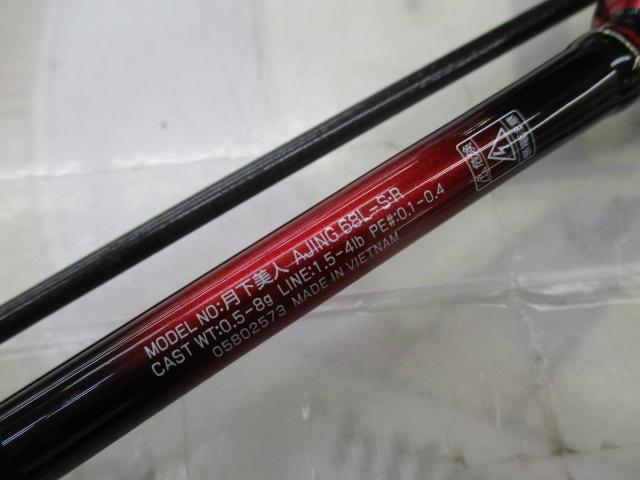 MODEL NO:月下美人 AJING 68L-S·R
CAST WT:0.5-8g LINE:1.5-4lb PE#:0.1-0.4
05802573 MADE IN VIETNAM